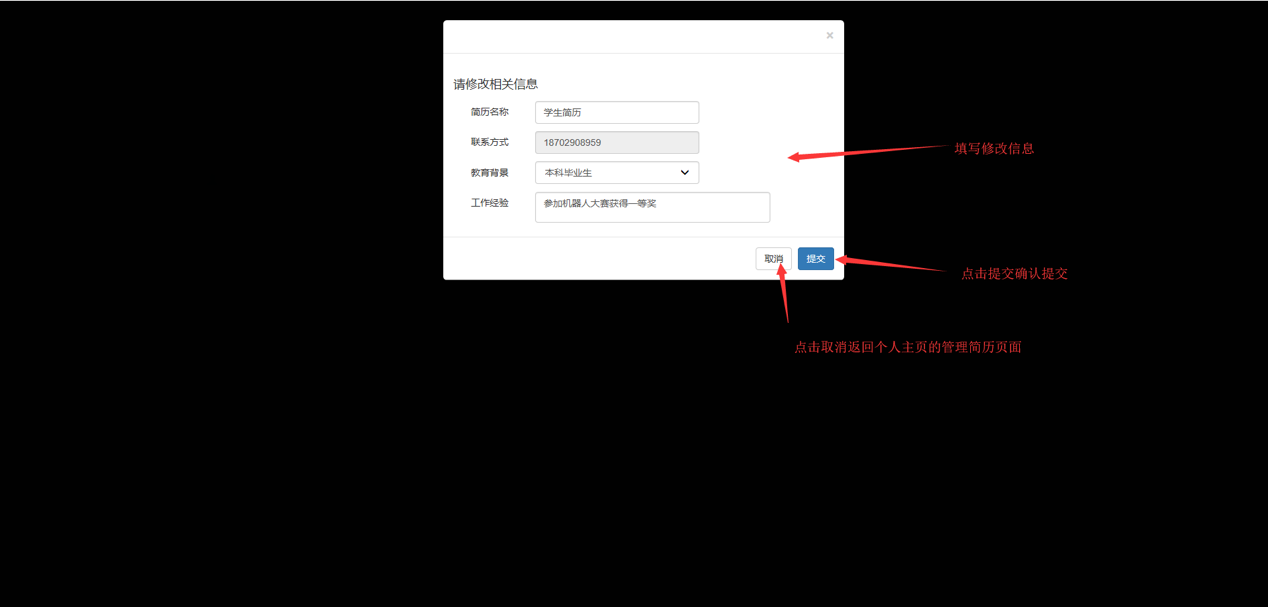 ×
请修改相关信息
简历名称 学生简历
联系方式 18702908959
教育背景 本科毕业生
工作经验 参加机器人大赛获得一等奖
取消 提交
填写修改信息
点击提交确认提交
点击取消返回个人主页的管理简历页面